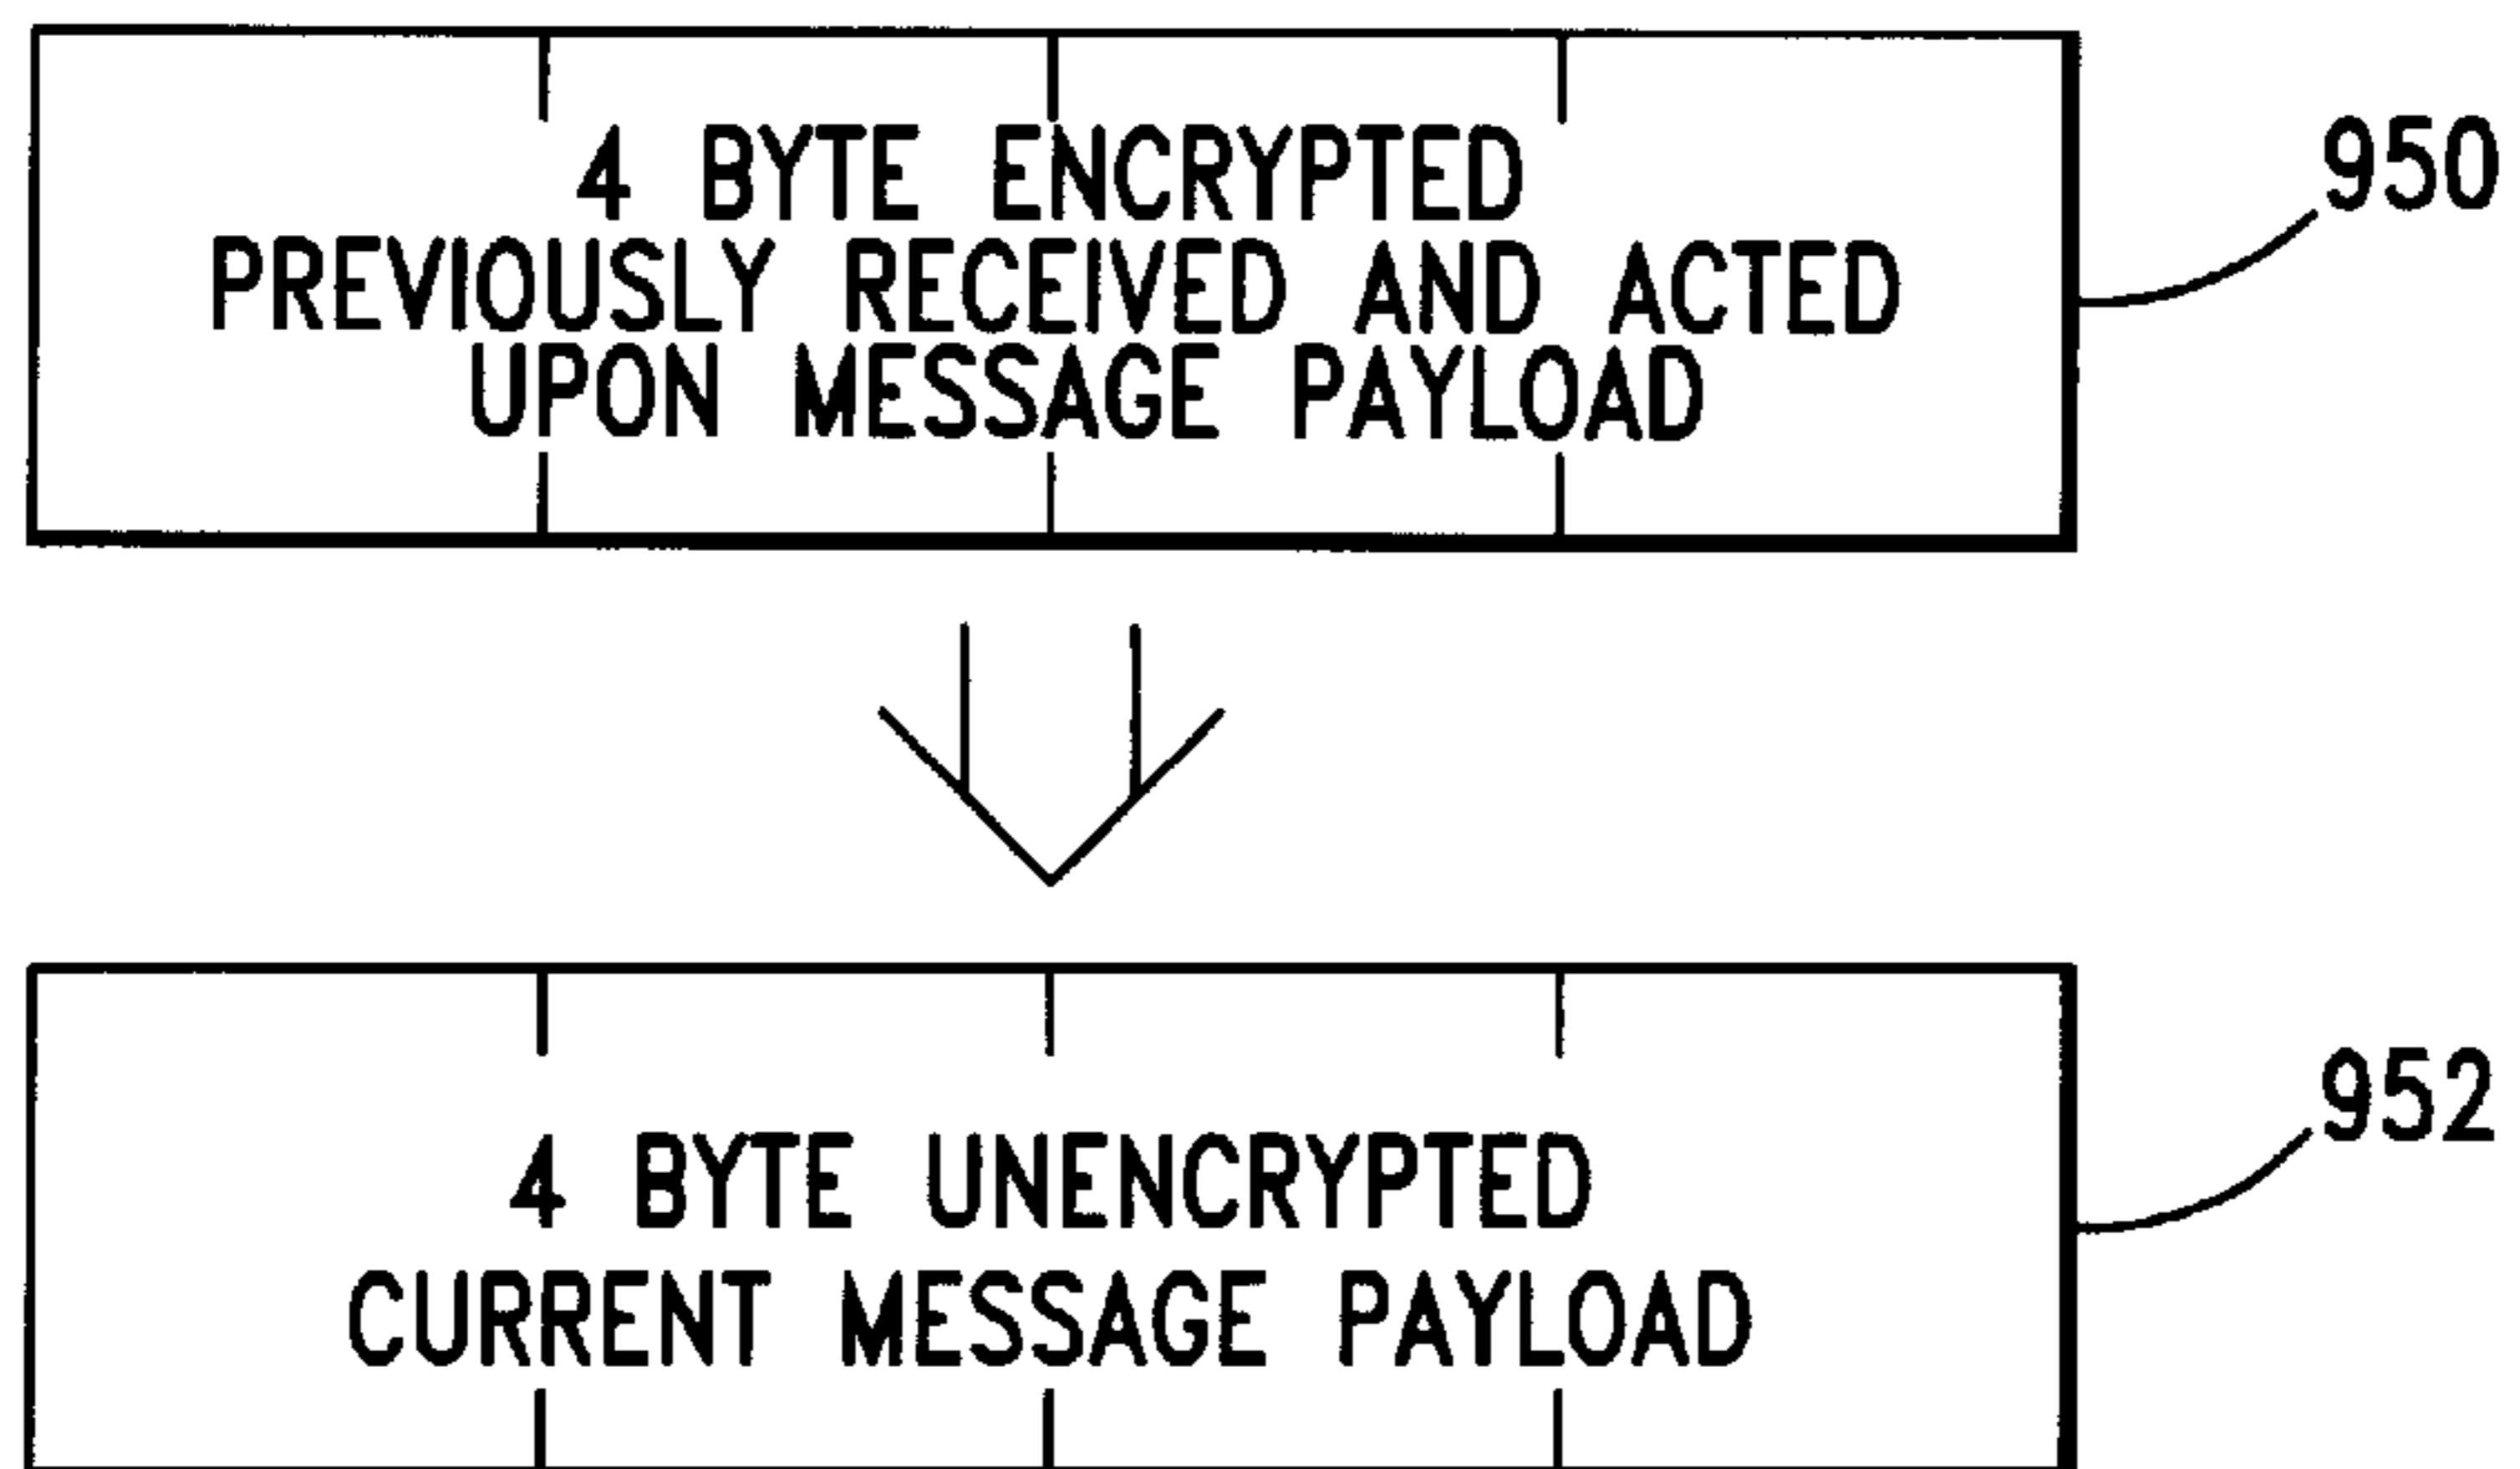 4 BYTE ENCRYPTED
PREVIOUSLY RECEIVED AND ACTED
UPON MESSAGE PAYLOAD
950
4 BYTE UNENCRYPTED
CURRENT MESSAGE PAYLOAD
952